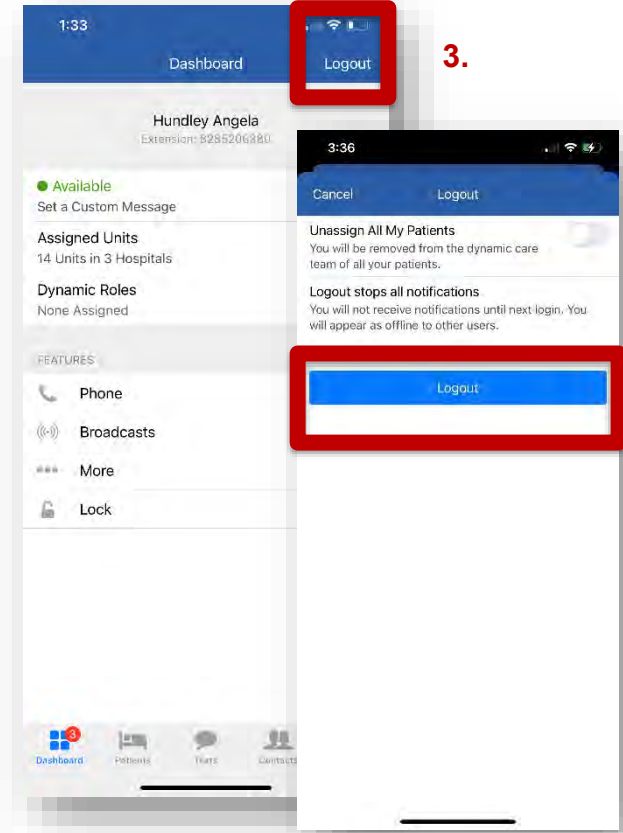 1:33
Dashboard
Logout
3.
Hundley Angela
Extension: 8285206380
Available
Set a Custom Message
Assigned Units
14 Units in 3 Hospitals
Dynamic Roles
None Assigned
FEATURES
Phone
Broadcasts
More
Lock
3
Dashboard
Patients
Texts
Contacts
3:36
Cancel
Logout
Unassign All My Patients
You will be removed from the dynamic care
team of all your patients.
Logout stops all notifications
You will not receive notifications until next login. You
will appear as offline to other users.
Logout